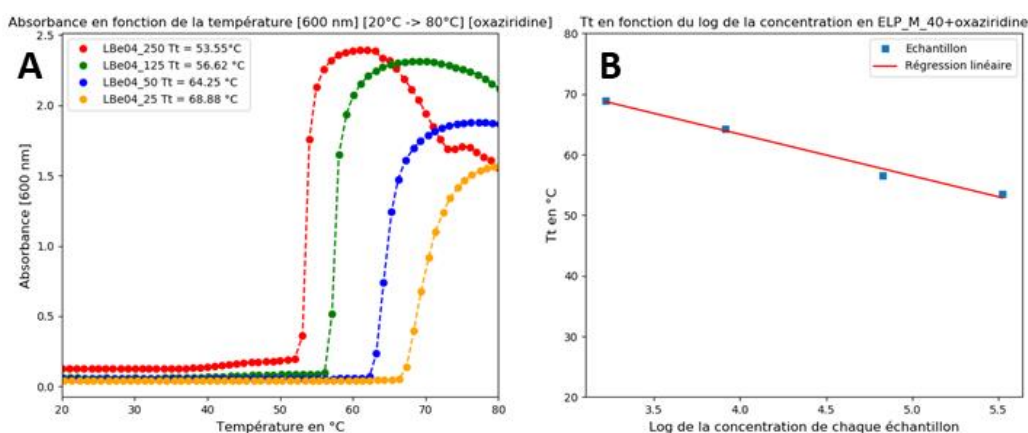 Absorbance en fonction de la température [600 nm] [20°C -> 80°C] [oxaziridine]
A
LBe04_250 Tt = 53.55°C
LBe04_125 Tt = 56.62 °C
LBe04_50 Tt = 64.25 °C
LBe04_25 Tt = 68.88 °C
Absorbance [600 nm]
2.5
2.0
1.5
1.0
0.5
0.0
20 30 40 50 60 70 80
Température en °C
Tt en fonction du log de la concentration en ELP_M_40+oxaziridine
B
Echantillon
Régression linéaire
Tt en °C
80
70
60
50
40
30
20
3.5 4.0 4.5 5.0 5.5
Log de la concentration de chaque échantillon